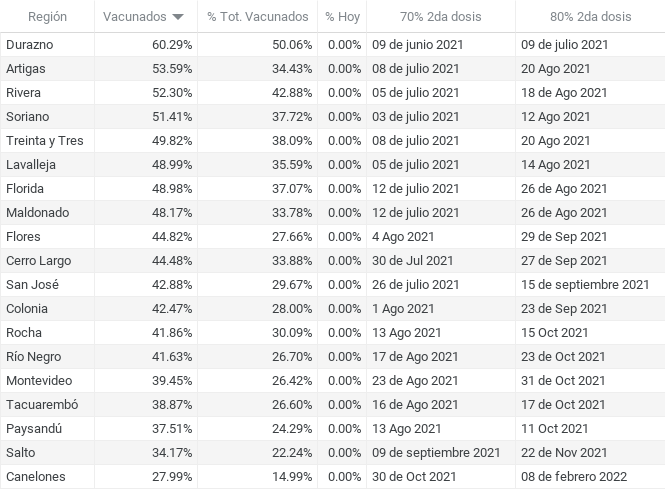 Región Vacunados % Tot. Vacunados % Hoy 70% 2da dosis 80% 2da dosis
Durazno 60.29% 50.06% 0.00% 09 de junio 2021 09 de julio 2021
Artigas 53.59% 34.43% 0.00% 08 de julio 2021 20 Ago 2021
Rivera 52.30% 42.88% 0.00% 05 de julio 2021 18 de Ago 2021
Soriano 51.41% 37.72% 0.00% 03 de julio 2021 12 Ago 2021
Treinta y Tres 49.82% 38.09% 0.00% 08 de julio 2021 20 Ago 2021
Lavalleja 48.99% 35.59% 0.00% 05 de julio 2021 14 Ago 2021
Florida 48.98% 37.07% 0.00% 12 de julio 2021 26 de Ago 2021
Maldonado 48.17% 33.78% 0.00% 12 de julio 2021 26 de Ago 2021
Flores 44.82% 27.66% 0.00% 4 Ago 2021 29 de Sep 2021
Cerro Largo 44.48% 33.88% 0.00% 30 de Jul 2021 27 de Sep 2021
San José 42.88% 29.67% 0.00% 26 de julio 2021 15 de septiembre 2021
Colonia 42.47% 28.00% 0.00% 1 Ago 2021 23 de Sep 2021
Rocha 41.86% 30.09% 0.00% 13 Ago 2021 15 Oct 2021
Río Negro 41.63% 26.70% 0.00% 17 de Ago 2021 23 de Oct 2021
Montevideo 39.45% 26.42% 0.00% 23 de Ago 2021 31 de Oct 2021
Tacuarembó 38.87% 26.60% 0.00% 16 de Ago 2021 17 de Oct 2021
Paysandú 37.51% 24.29% 0.00% 13 Ago 2021 11 Oct 2021
Salto 34.17% 22.24% 0.00% 09 de septiembre 2021 22 de Nov 2021
Canelones 27.99% 14.99% 0.00% 30 de Oct 2021 08 de febrero 2022